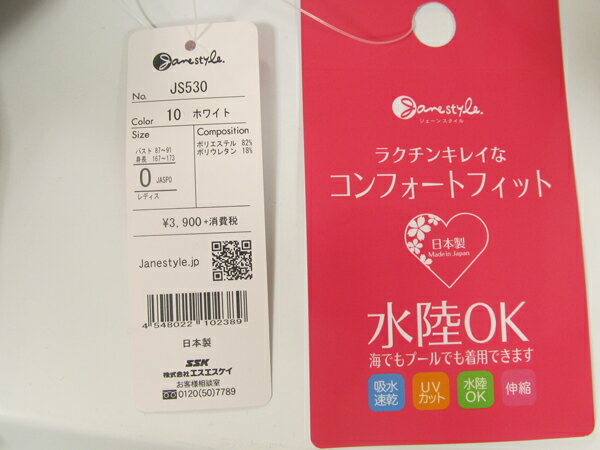 Janestyle.
No. JS530
Color 10 ホワイト
Size
Composition
バスト 87～91
身長 167～173
ポリエステル 82%
ポリウレタン 18%
O JASPO
レディス
¥3,900+消費税
Janestyle.jp
4 548022 102389
日本製
SSK
株式会社エスエスケイ
お客様相談室
0120(50)7789
Janestyle.
ジェーンスタイル
ラクチンキレイな
コンフォートフィット
日本製
Made in Japan
水陸OK
海でもプールでも着用できます
吸水
速乾
UV
カット
水陸
OK
伸縮